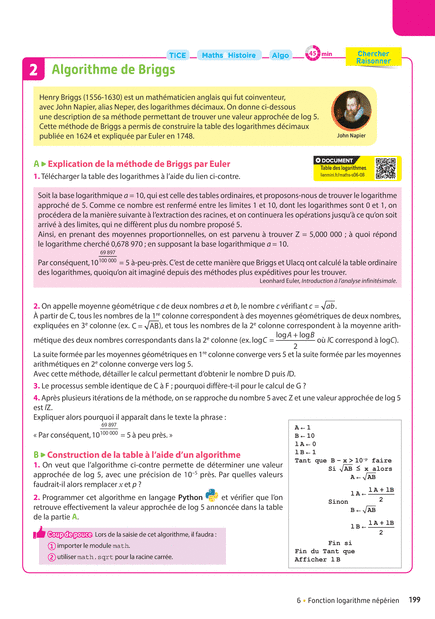 TICE Maths Histoire Algo 45 min Chercher
Raisonner
2 Algorithme de Briggs
Henry Briggs (1556-1630) est un mathématicien anglais qui fut coinventeur,
avec John Napier, alias Neper, des logarithmes décimaux. On donne ci-dessous
une description de sa méthode permettant de trouver une valeur approchée de log 5.
Cette méthode de Briggs a permis de construire la table des logarithmes décimaux
publiée en 1624 et expliquée par Euler en 1748.
John Napier
A Explication de la méthode de Briggs par Euler
1. Télécharger la table des logarithmes à l'aide du lien ci-contre.
DOCUMENT
Table des logarithmes
Soit la base logarithmique a = 10, qui est celle des tables ordinaires, et proposons-nous de trouver le logarithme
approché de 5. Comme ce nombre est renfermé entre les limites 1 et 10, dont les logarithmes sont 0 et 1, on
procédera de la manière suivante à l'extraction des racines, et on continuera les opérations jusqu'à ce qu'on soit
arrivé à des limites, qui ne diffèrent plus du nombre proposé 5.
Ainsi, en prenant des moyennes proportionnelles, on est parvenu à trouver Z = 5,000 000 ; à quoi répond
le logarithme cherché 0,678 970 ; en supposant la base logarithmique a = 10.
Par conséquent, 10^(69 897/100 000) = 5 à-peu-près. C'est de cette manière que Briggs et Ulacq ont calculé la table ordinaire
des logarithmes, quoiqu'on ait imaginé depuis des méthodes plus expéditives pour les trouver.
Leonhard Euler, Introduction à l'analyse infinitésimale.
2. On appelle moyenne géométrique c de deux nombres a et b, le nombre c vérifiant c = √ab.
À partir de C, tous les nombres de la 1re colonne correspondent à des moyennes géométriques de deux nombres,
expliquées en 3e colonne (ex. C = √AB), et tous les nombres de la 2e colonne correspondent à la moyenne arith-
métique des deux nombres correspondants dans la 2e colonne (ex. logC = (logA + logB)/2 où lC correspond à logC).
La suite formée par les moyennes géométriques en 1re colonne converge vers 5 et la suite formée par les moyennes
arithmétiques en 2e colonne converge vers log 5.
Avec cette méthode, détailler le calcul permettant d'obtenir le nombre D puis lD.
3. Le processus semble identique de C à F ; pourquoi diffère-t-il pour le calcul de G ?
4. Après plusieurs itérations de la méthode, on se rapproche du nombre 5 avec Z et une valeur approchée de log 5
est lZ.
Expliquer alors pourquoi il apparaît dans le texte la phrase :
« Par conséquent, 10^(69 897/100 000) = 5 à peu près. »
B Construction de la table à l'aide d'un algorithme
1. On veut que l'algorithme ci-contre permette de déterminer une valeur
approchée de log 5, avec une précision de 10⁻⁵ près. Par quelles valeurs
faudrait-il alors remplacer x et p ?
2. Programmer cet algorithme en langage Python et vérifier que l'on
retrouve effectivement la valeur approchée de log 5 annoncée dans la table
de la partie A.
Coup de pouce Lors de la saisie de cet algorithme, il faudra :
1 importer le module math.
2 utiliser math.sqrt pour la racine carrée.
A ← 1
B ← 10
lA ← 0
lB ← 1
Tant que B – x > 10⁻ᵖ faire
Si √AB ≤ x alors
A ← √AB
lA ← (lA + lB)/2
Sinon
B ← √AB
lB ← (lA + lB)/2
Fin si
Fin du Tant que
Afficher lB
6 • Fonction logarithme népérien 199